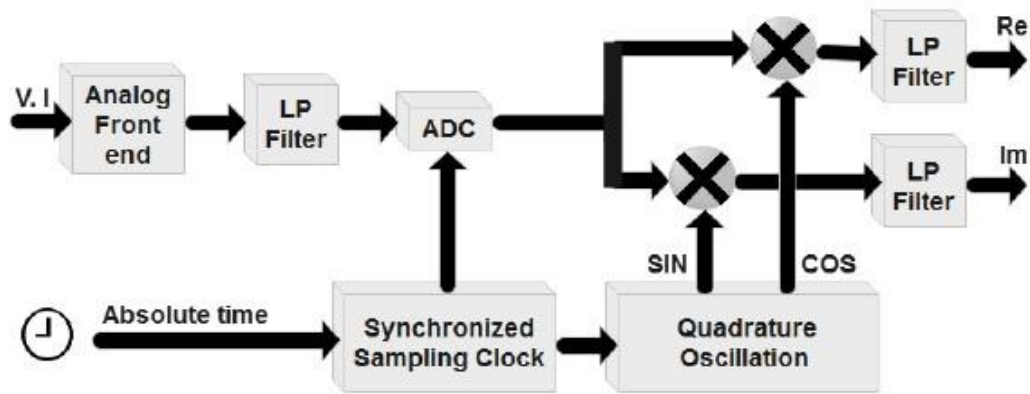 V. I
Analog
Front
end
LP
Filter
ADC
LP
Filter
Re
LP
Filter
Im
SIN
COS
Absolute time
Synchronized
Sampling Clock
Quadrature
Oscillation